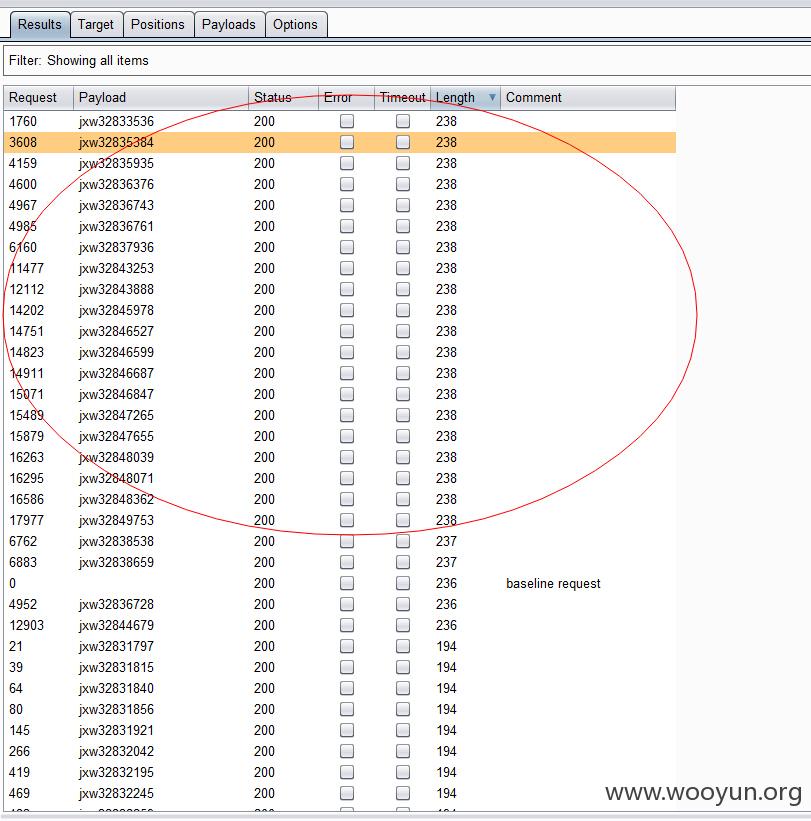 Results Target Positions Payloads Options
Filter: Showing all items
Request Payload Status Error Timeout Length Comment
1760 jxw32833536 200 238
3608 jxw32835384 200 238
4159 jxw32835935 200 238
4600 jxw32836376 200 238
4967 jxw32836743 200 238
4985 jxw32836761 200 238
6160 jxw32837936 200 238
11477 jxw32843253 200 238
12112 jxw32843888 200 238
14202 jxw32845978 200 238
14751 jxw32846527 200 238
14823 jxw32846599 200 238
14911 jxw32846687 200 238
15071 jxw32846847 200 238
15489 jxw32847265 200 238
15879 jxw32847655 200 238
16263 jxw32848039 200 238
16295 jxw32848071 200 238
16586 jxw32848362 200 238
17977 jxw32849753 200 238
6762 jxw32838538 200 237
6883 jxw32838659 200 237
0 200 236 baseline request
4952 jxw32836728 200 236
12903 jxw32844679 200 236
21 jxw32831797 200 194
39 jxw32831815 200 194
64 jxw32831840 200 194
80 jxw32831856 200 194
145 jxw32831921 200 194
266 jxw32832042 200 194
419 jxw32832195 200 194
469 jxw32832245 200 194
www.wooyun.org